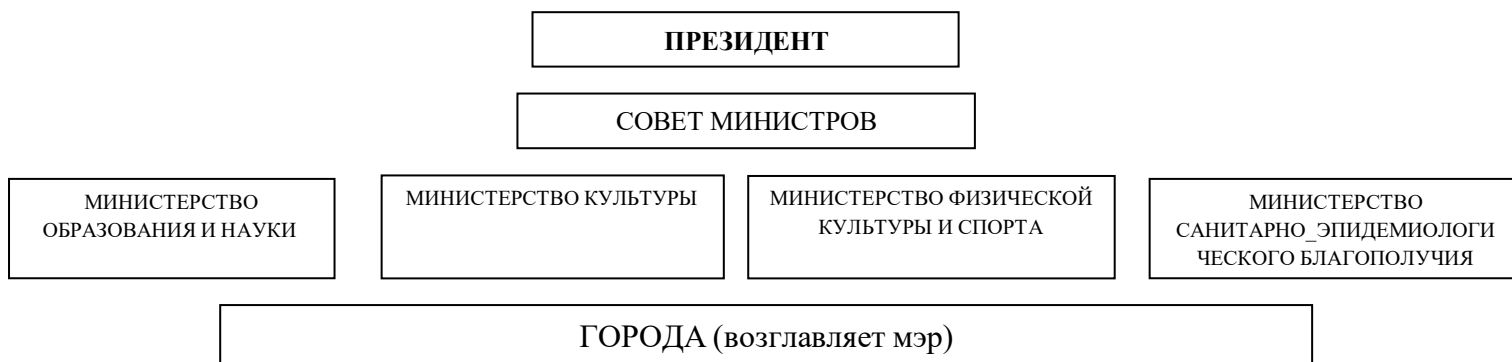 ПРЕЗИДЕНТ
СОВЕТ МИНИСТРОВ
МИНИСТЕРСТВО
ОБРАЗОВАНИЯ И НАУКИ
МИНИСТЕРСТВО КУЛЬТУРЫ
МИНИСТЕРСТВО ФИЗИЧЕСКОЙ
КУЛЬТУРЫ И СПОРТА
МИНИСТЕРСТВО
САНИТАРНО_ЭПИДЕМИОЛОГИ
ЧЕСКОГО БЛАГОПОЛУЧИЯ
ГОРОДА (возглавляет мэр)